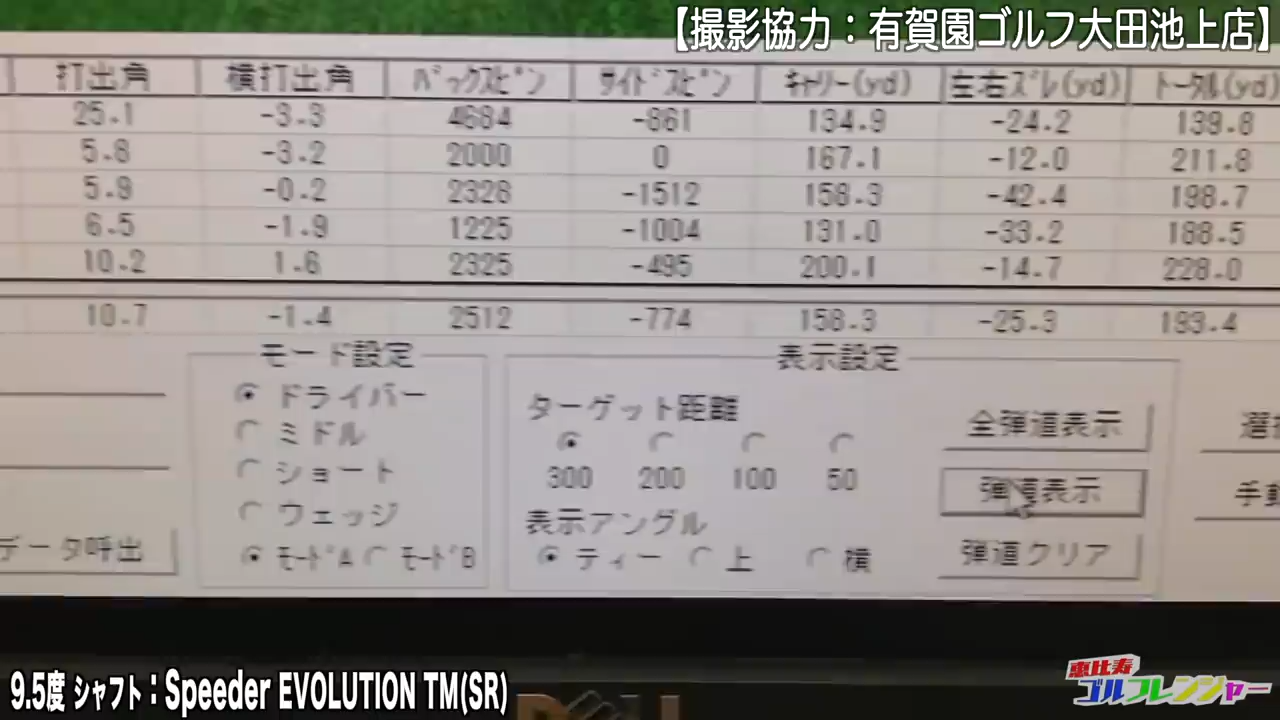 【撮影協力：有賀園ゴルフ大田池上店】
打出角 横打出角 バックスピン サイドスピン キャリー(yd) 左右ズレ(yd) トータル(yd)
25.1 -3.3 4684 -861 134.9 -24.2 139.8
5.8 -3.2 2000 0 167.1 -12.0 211.8
5.9 -0.2 2328 -1512 158.3 -42.4 198.7
6.5 -1.9 1225 -1004 131.0 -33.2 188.5
10.2 1.6 2325 -495 200.1 -14.7 228.0
10.7 -1.4 2512 -774 158.3 -25.3 193.4
モード設定
ドライバー
ミドル
ショート
ウェッジ
モードA モードB
表示設定
ターゲット距離
300 200 100 50
表示アングル
ティー 上 横
全弾道表示
弾道表示
弾道クリア
手動
データ呼出
9.5度 シャフト：Speeder EVOLUTION TM(SR)
恵比寿
ゴルフレンジャー